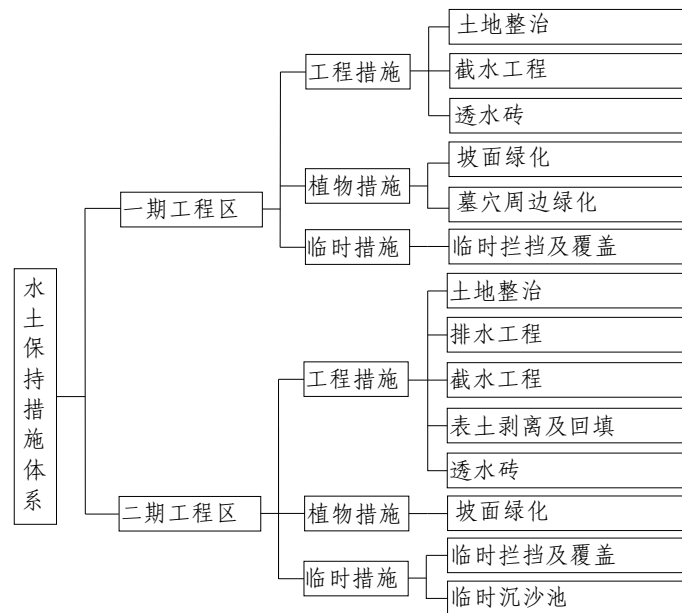 水土保持措施体系
一期工程区
工程措施
土地整治
截水工程
透水砖
植物措施
坡面绿化
墓穴周边绿化
临时措施
临时拦挡及覆盖
二期工程区
工程措施
土地整治
排水工程
截水工程
表土剥离及回填
透水砖
植物措施
坡面绿化
临时措施
临时拦挡及覆盖
临时沉沙池